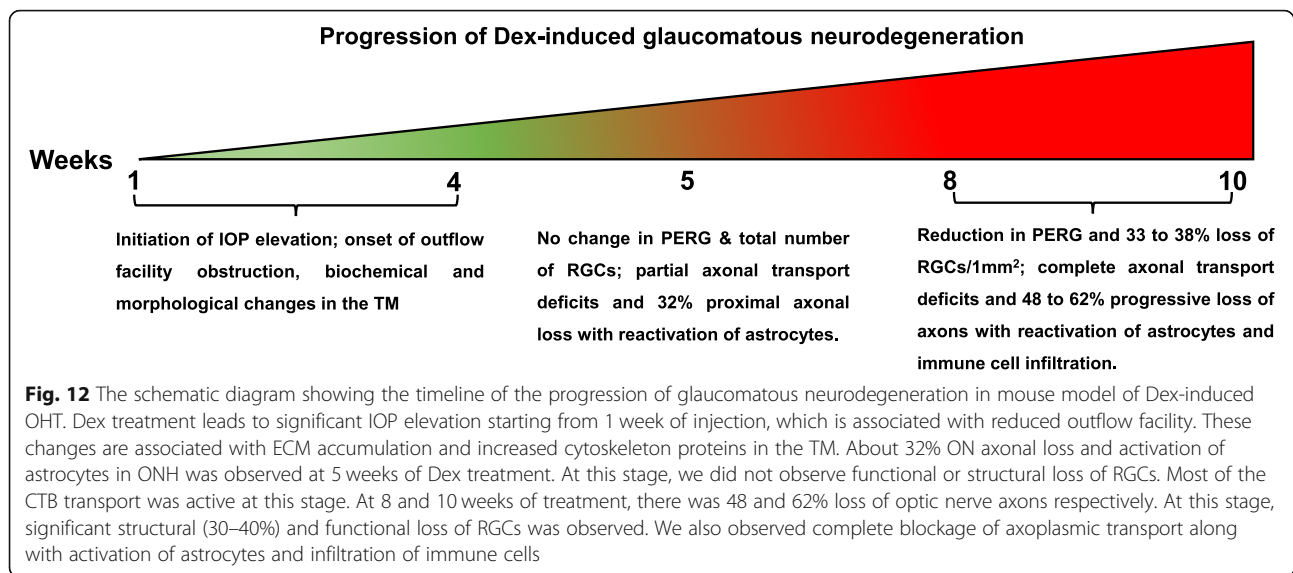 Progression of Dex-induced glaucomatous neurodegeneration
Weeks
1 4 5 8 10
Initiation of IOP elevation; onset of outflow
facility obstruction, biochemical and
morphological changes in the TM
No change in PERG & total number
of RGCs; partial axonal transport
deficits and 32% proximal axonal
loss with reactivation of astrocytes.
Reduction in PERG and 33 to 38% loss of
RGCs/1mm²; complete axonal transport
deficits and 48 to 62% progressive loss of
axons with reactivation of astrocytes and
immune cell infiltration.
Fig. 12 The schematic diagram showing the timeline of the progression of glaucomatous neurodegeneration in mouse model of Dex-induced
OHT. Dex treatment leads to significant IOP elevation starting from 1 week of injection, which is associated with reduced outflow facility. These
changes are associated with ECM accumulation and increased cytoskeleton proteins in the TM. About 32% ON axonal loss and activation of
astrocytes in ONH was observed at 5 weeks of Dex treatment. At this stage, we did not observe functional or structural loss of RGCs. Most of the
CTB transport was active at this stage. At 8 and 10 weeks of treatment, there was 48 and 62% loss of optic nerve axons respectively. At this stage,
significant structural (30–40%) and functional loss of RGCs was observed. We also observed complete blockage of axoplasmic transport along
with activation of astrocytes and infiltration of immune cells